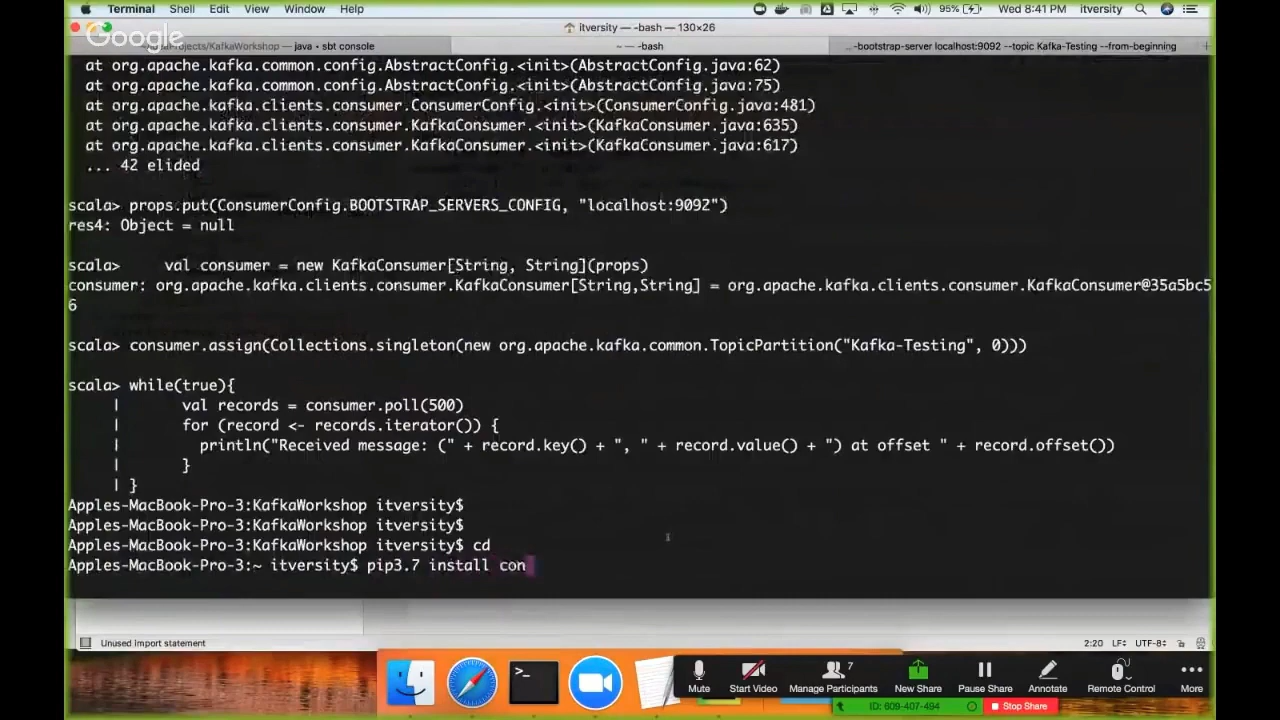 Terminal Shell Edit View Window Help 95% Wed 8:41 PM itversity
itversity — -bash — 130×26
Google
Projects/KafkaWorkshop — java • sbt console
~ — -bash
...-bootstrap-server localhost:9092 --topic Kafka-Testing --from-beginning
at org.apache.kafka.common.config.AbstractConfig.<init>(AbstractConfig.java:62)
at org.apache.kafka.common.config.AbstractConfig.<init>(AbstractConfig.java:75)
at org.apache.kafka.clients.consumer.ConsumerConfig.<init>(ConsumerConfig.java:481)
at org.apache.kafka.clients.consumer.KafkaConsumer.<init>(KafkaConsumer.java:635)
at org.apache.kafka.clients.consumer.KafkaConsumer.<init>(KafkaConsumer.java:617)
... 42 elided
scala> props.put(ConsumerConfig.BOOTSTRAP_SERVERS_CONFIG, "localhost:9092")
res4: Object = null
scala> val consumer = new KafkaConsumer[String, String](props)
consumer: org.apache.kafka.clients.consumer.KafkaConsumer[String,String] = org.apache.kafka.clients.consumer.KafkaConsumer@35a5bc5
6
scala> consumer.assign(Collections.singleton(new org.apache.kafka.common.TopicPartition("Kafka-Testing", 0)))
scala> while(true){
| val records = consumer.poll(500)
| for (record <- records.iterator()) {
| println("Received message: (" + record.key() + ", " + record.value() + ") at offset " + record.offset())
| }
| }
Apples-MacBook-Pro-3:KafkaWorkshop itversity$
Apples-MacBook-Pro-3:KafkaWorkshop itversity$
Apples-MacBook-Pro-3:KafkaWorkshop itversity$ cd
Apples-MacBook-Pro-3:~ itversity$ pip3.7 install con
Unused import statement
2:20 LF÷ UTF-8÷
7
Mute Start Video Manage Participants New Share Pause Share Annotate Remote Control More
ID: 609-407-494 Stop Share